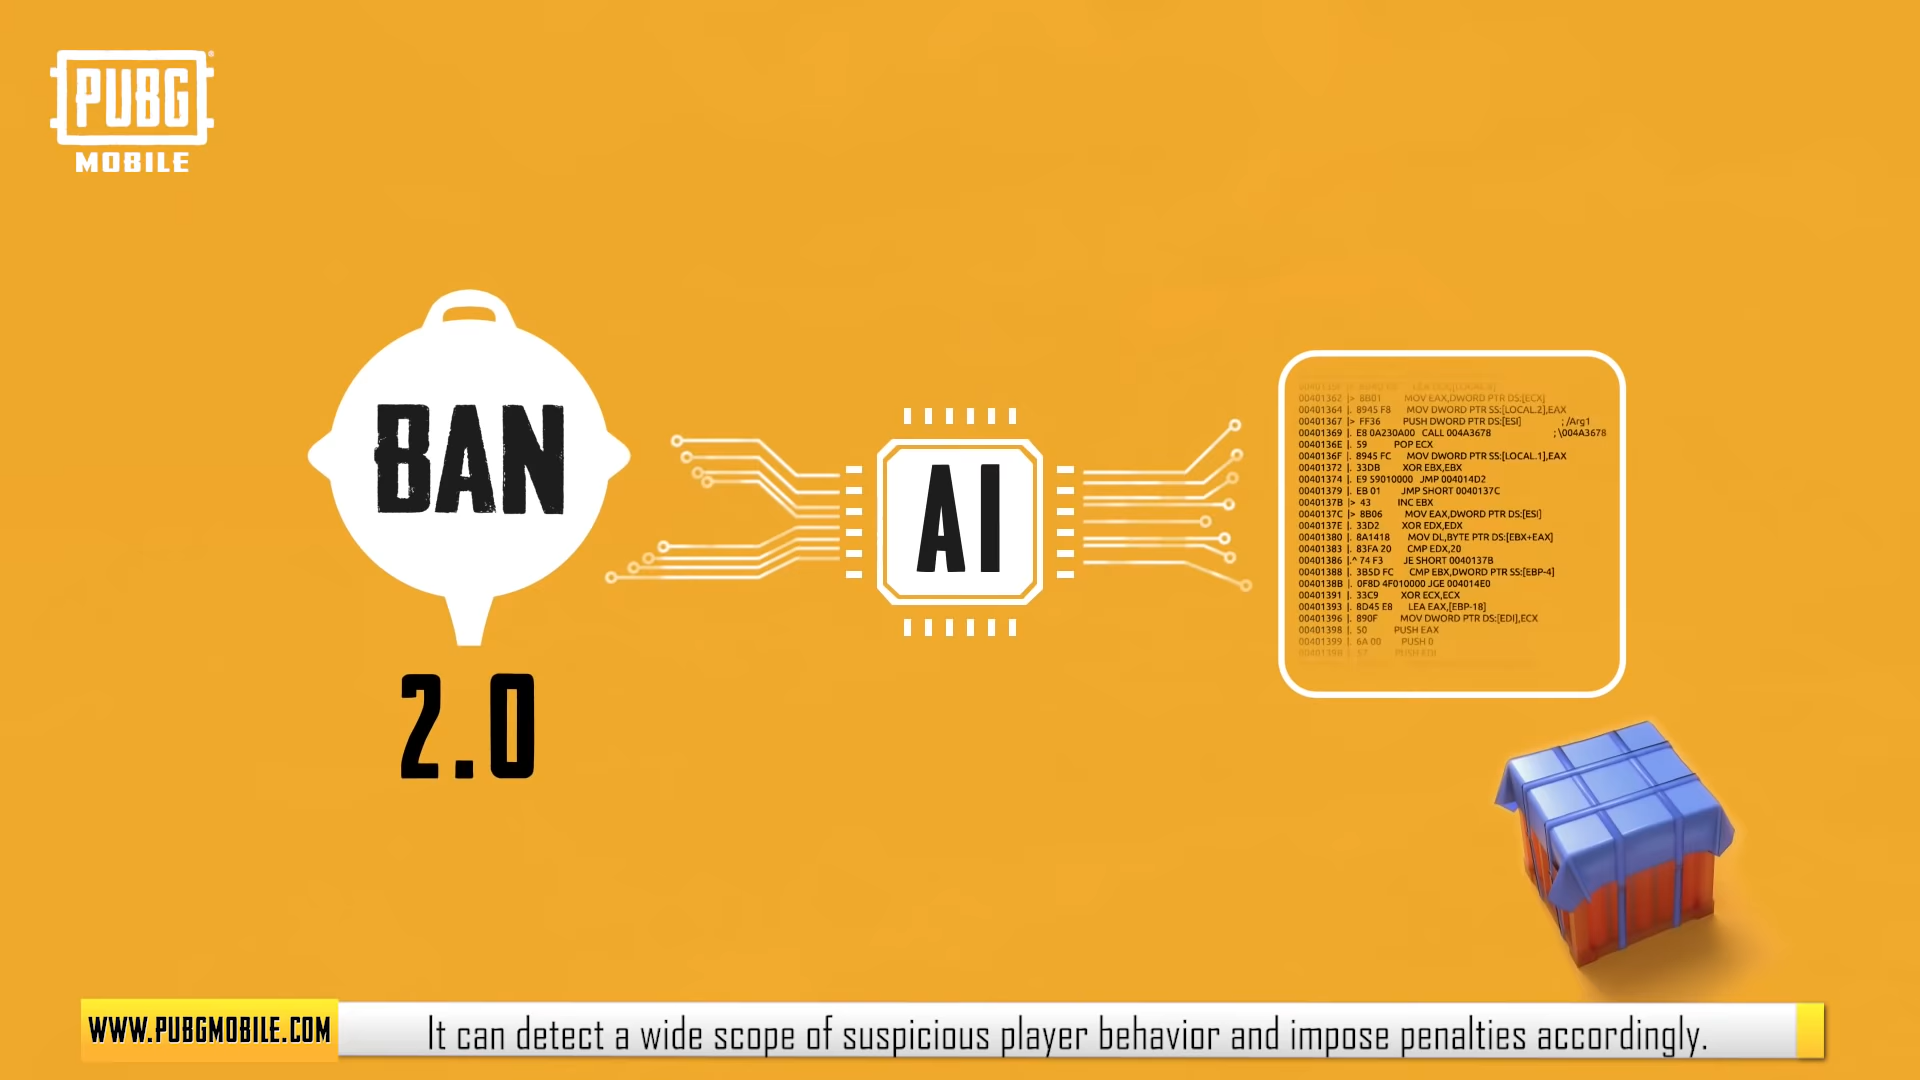 PUBG
MOBILE
BAN
2.0
AI
00401362 |> 8B01 MOV EAX,DWORD PTR DS:[ECX]
00401364 |. 8945 F8 MOV DWORD PTR SS:[LOCAL.2],EAX
00401367 |> FF36 PUSH DWORD PTR DS:[ESI] ; /Arg1
00401369 |. E8 0A230A00 CALL 004A3678 ; \004A3678
0040136E |. 59 POP ECX
0040136F |. 8945 FC MOV DWORD PTR SS:[LOCAL.1],EAX
00401372 |. 33DB XOR EBX,EBX
00401374 |. E9 59010000 JMP 004014D2
00401379 |. EB 01 JMP SHORT 0040137C
0040137B |> 43 INC EBX
0040137C |> 8B06 MOV EAX,DWORD PTR DS:[ESI]
0040137E |. 33D2 XOR EDX,EDX
00401380 |. 8A1418 MOV DL,BYTE PTR DS:[EBX+EAX]
00401383 |. 83FA 20 CMP EDX,20
00401386 |.^ 74 F3 JE SHORT 0040137B
00401388 |. 3B5D FC CMP EBX,DWORD PTR SS:[EBP-4]
0040138B |. 0F8D 4F010000 JGE 004014E0
00401391 |. 33C9 XOR ECX,ECX
00401393 |. 8D45 E8 LEA EAX,[EBP-18]
00401396 |. 890F MOV DWORD PTR DS:[EDI],ECX
00401398 |. 50 PUSH EAX
00401399 |. 6A 00 PUSH 0
0040139B |. 57 PUSH EDI
WWW.PUBGMOBILE.COM
It can detect a wide scope of suspicious player behavior and impose penalties accordingly.